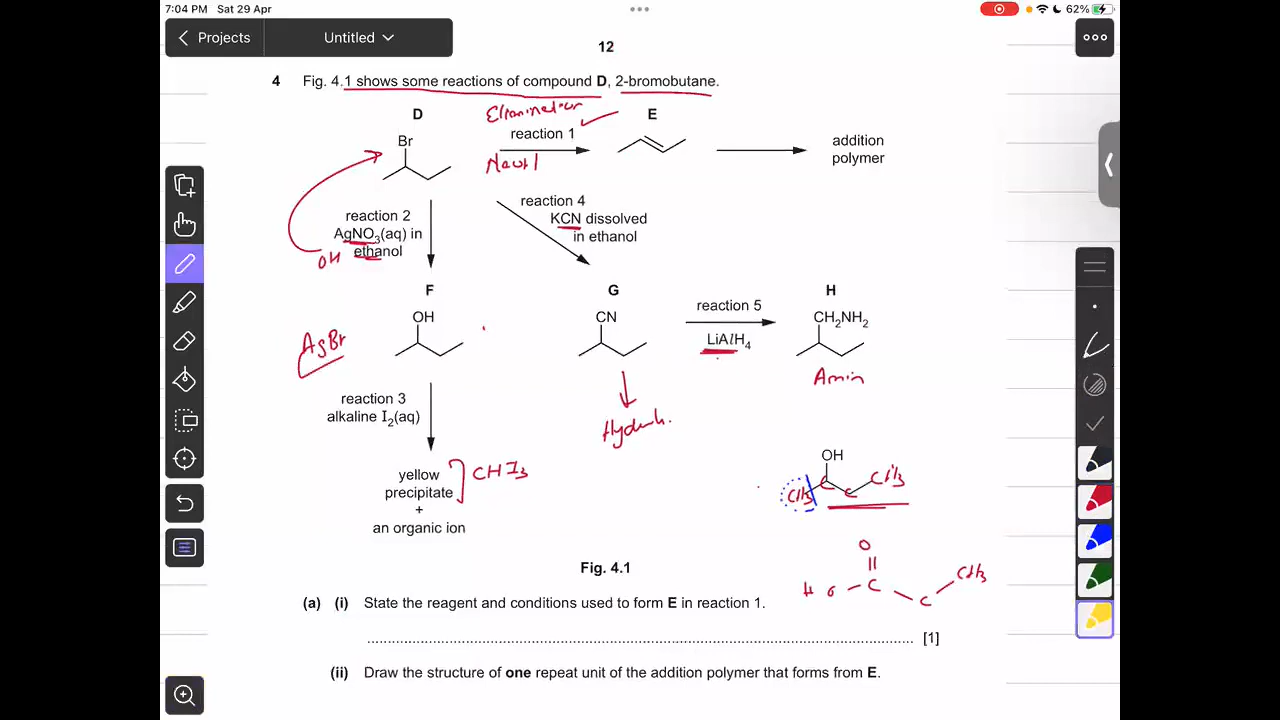 7:04 PM Sat 29 Apr
62%
Projects
Untitled
12
4 Fig. 4.1 shows some reactions of compound D, 2-bromobutane.
D
Elimination
E
reaction 1
Br
addition
polymer
reaction 4
KCN dissolved
in ethanol
reaction 2
AgNO3(aq) in
ethanol
OH
F
G
reaction 5
H
OH
CN
LiAlH4
CH2NH2
AgBr
Amin
reaction 3
alkaline I2(aq)
yellow
precipitate
+
an organic ion
CHI3
OH
CH3 C CH3
Fig. 4.1
O
H O C C CH3
(a) (i) State the reagent and conditions used to form E in reaction 1.
[1]
(ii) Draw the structure of one repeat unit of the addition polymer that forms from E.